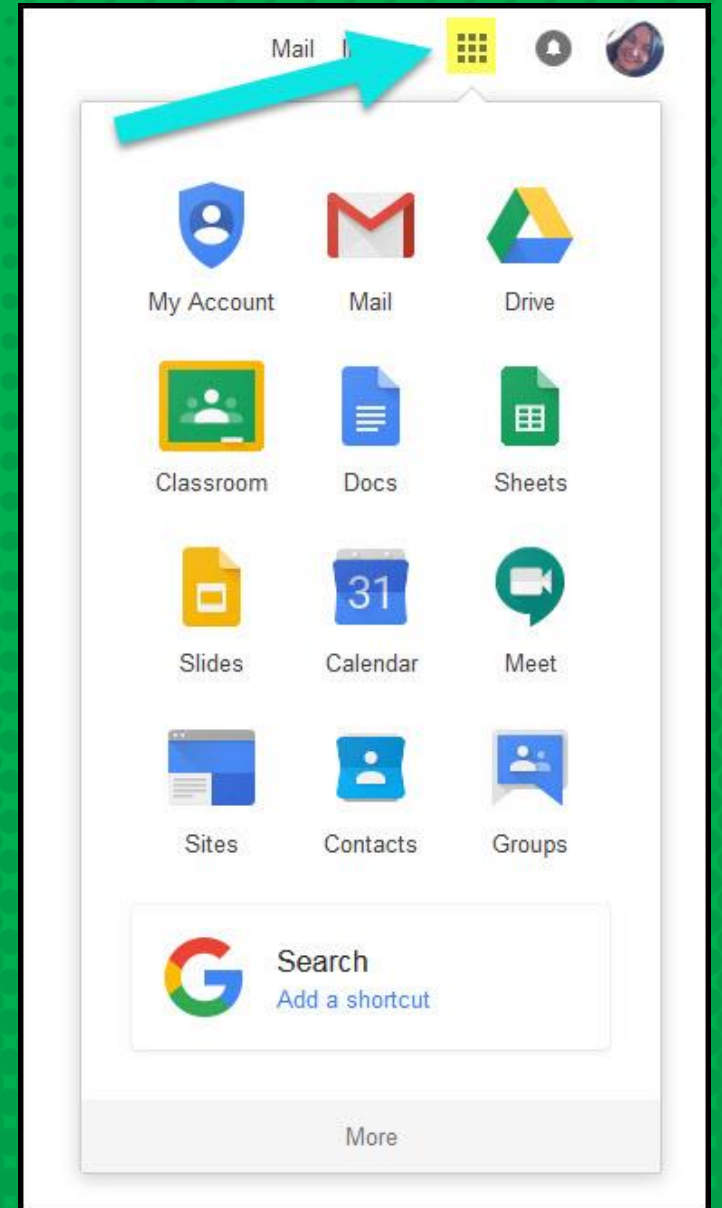 Mail
My Account Mail Drive
Classroom Docs Sheets
31
Slides Calendar Meet
Sites Contacts Groups
Search
Add a shortcut
More